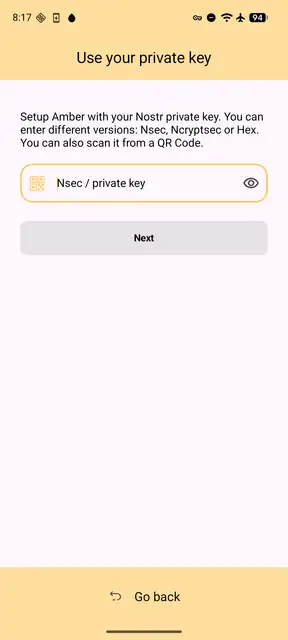 8:17
94
Use your private key
Setup Amber with your Nostr private key. You can
enter different versions: Nsec, Ncryptsec or Hex.
You can also scan it from a QR Code.
Nsec / private key
Next
Go back